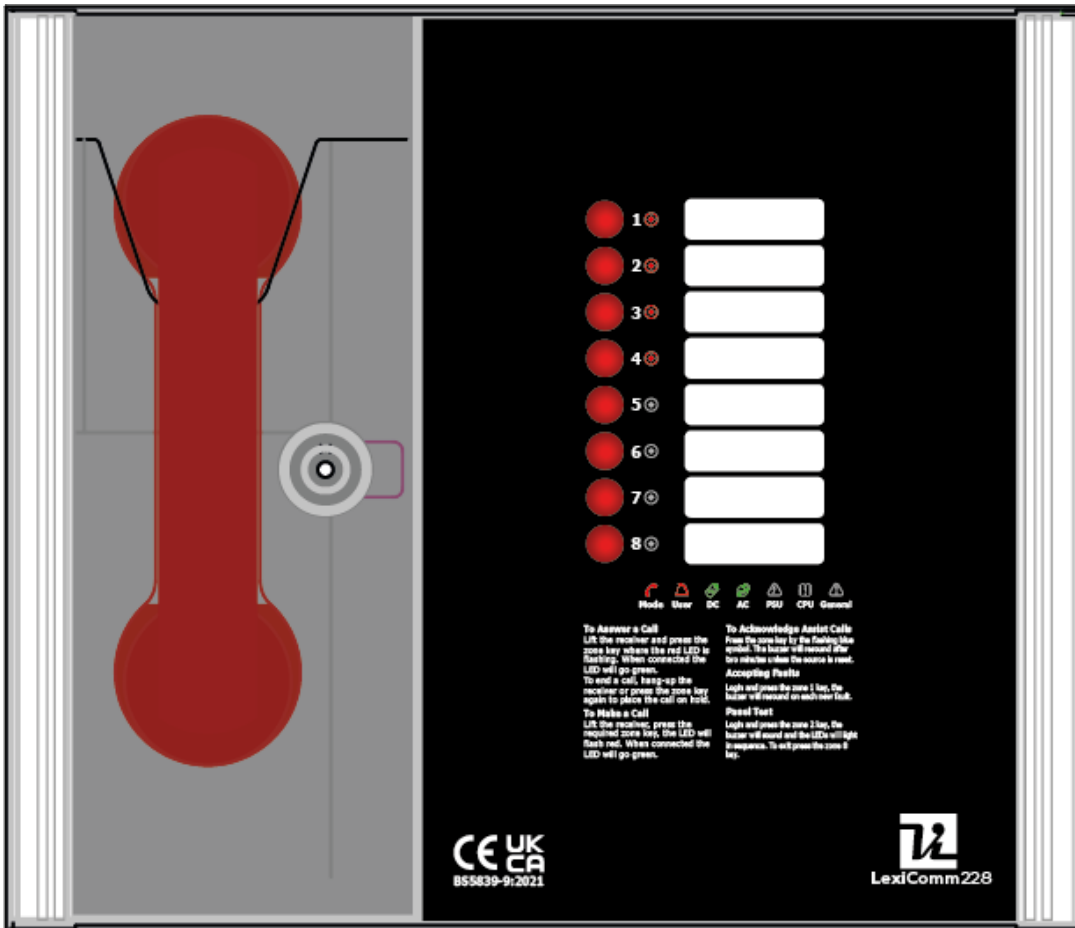 1
2
3
4
5
6
7
8
Mode User DC AC PSU CPU General
To Answer a Call
Lift the receiver and press the
zone key where the red LED is
flashing. When connected the
LED will go green.
To end a call, hang-up the
receiver or press the zone key
again to place the call on hold.
To Make a Call
Lift the receiver, press the
required zone key, the LED will
flash red. When connected the
LED will go green.
To Acknowledge Assist Calls
Press the zone key by the flashing blue
symbol. The buzzer will resound after
two minutes unless the source is reset.
Accepting Faults
Login and press the zone 1 key, the
buzzer will resound on each new fault.
Panel Test
Login and press the zone 2 key, the
buzzer will sound and the LEDs will light
in sequence. To exit press the zone 8
key.
CE UK
CA
BS5839-9:2021
LexiComm228